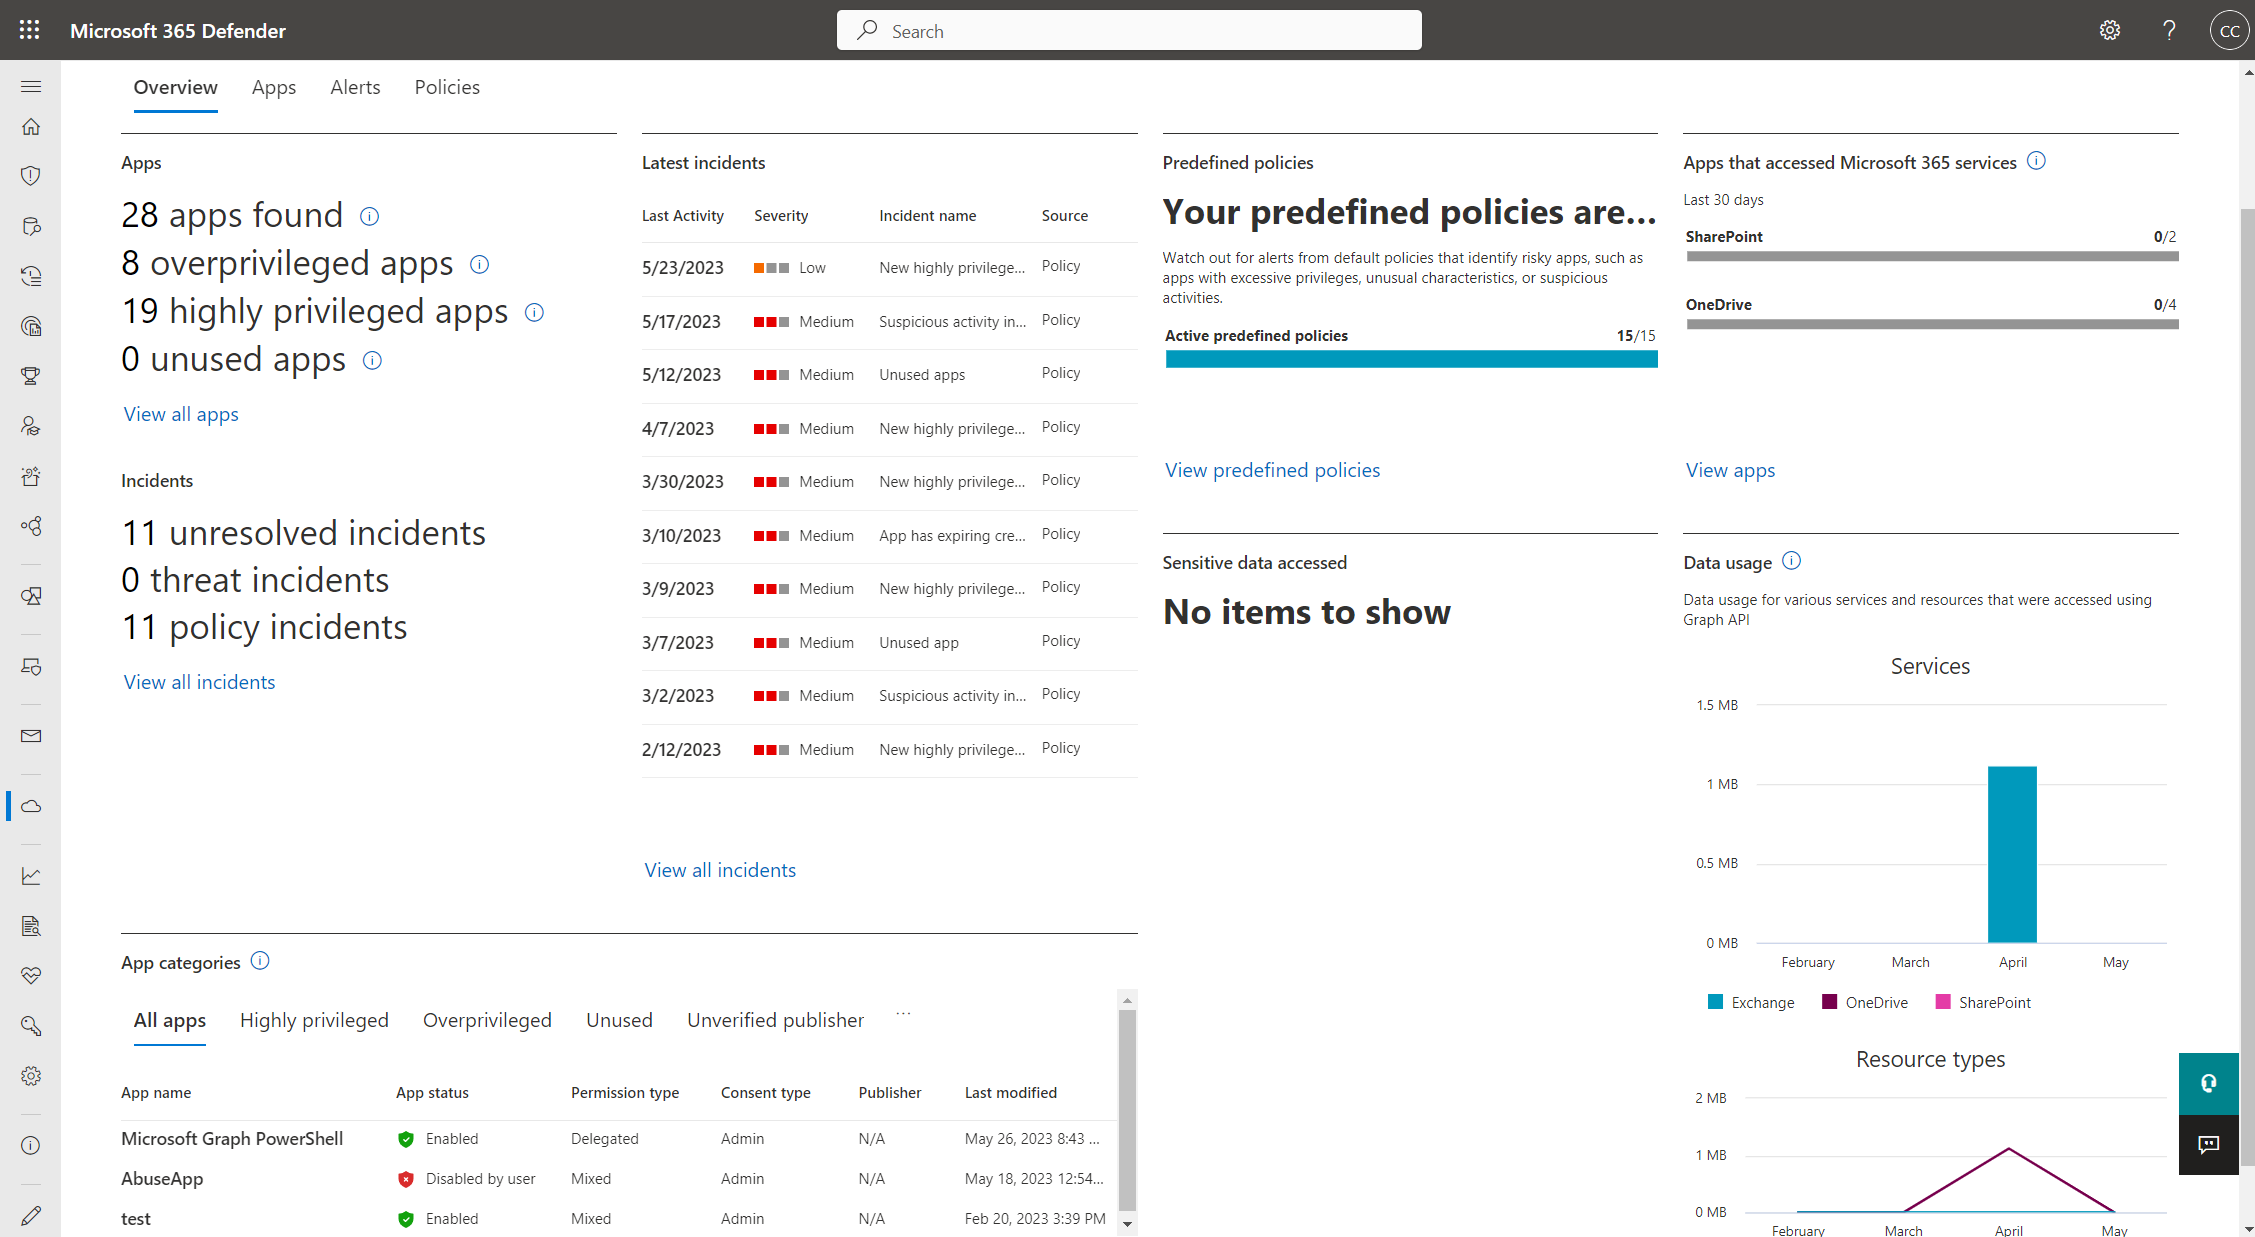 Microsoft 365 Defender
Search
CC
Overview Apps Alerts Policies
Apps
28 apps found
8 overprivileged apps
19 highly privileged apps
0 unused apps
View all apps
Incidents
11 unresolved incidents
0 threat incidents
11 policy incidents
View all incidents
Latest incidents
Last Activity Severity Incident name Source
5/23/2023 Low New highly privilege... Policy
5/17/2023 Medium Suspicious activity in... Policy
5/12/2023 Medium Unused apps Policy
4/7/2023 Medium New highly privilege... Policy
3/30/2023 Medium New highly privilege... Policy
3/10/2023 Medium App has expiring cre... Policy
3/9/2023 Medium New highly privilege... Policy
3/7/2023 Medium Unused app Policy
3/2/2023 Medium Suspicious activity in... Policy
2/12/2023 Medium New highly privilege... Policy
View all incidents
Predefined policies
Your predefined policies are...
Watch out for alerts from default policies that identify risky apps, such as
apps with excessive privileges, unusual characteristics, or suspicious
activities.
Active predefined policies 15/15
View predefined policies
Apps that accessed Microsoft 365 services
Last 30 days
SharePoint 0/2
OneDrive 0/4
View apps
Sensitive data accessed
No items to show
Data usage
Data usage for various services and resources that were accessed using
Graph API
Services
1.5 MB
1 MB
0.5 MB
0 MB
February March April May
Exchange OneDrive SharePoint
Resource types
2 MB
1 MB
0 MB
February March April May
App categories
All apps Highly privileged Overprivileged Unused Unverified publisher ...
App name App status Permission type Consent type Publisher Last modified
Microsoft Graph PowerShell Enabled Delegated Admin N/A May 26, 2023 8:43 ...
AbuseApp Disabled by user Mixed Admin N/A May 18, 2023 12:54...
test Enabled Mixed Admin N/A Feb 20, 2023 3:39 PM